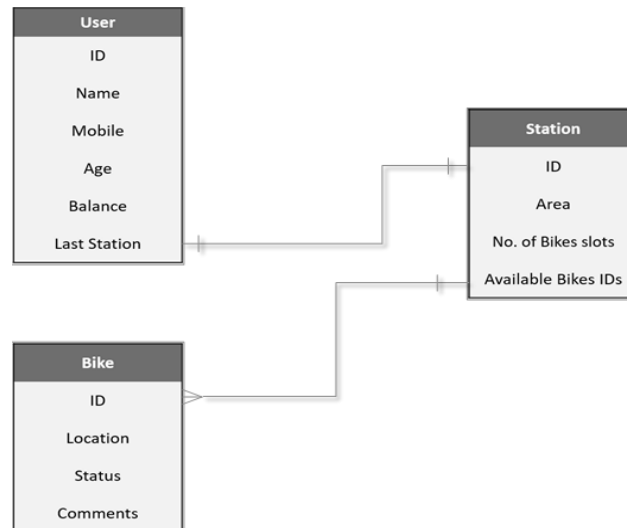 User
ID
Name
Mobile
Age
Balance
Last Station
Station
ID
Area
No. of Bikes slots
Available Bikes IDs
Bike
ID
Location
Status
Comments